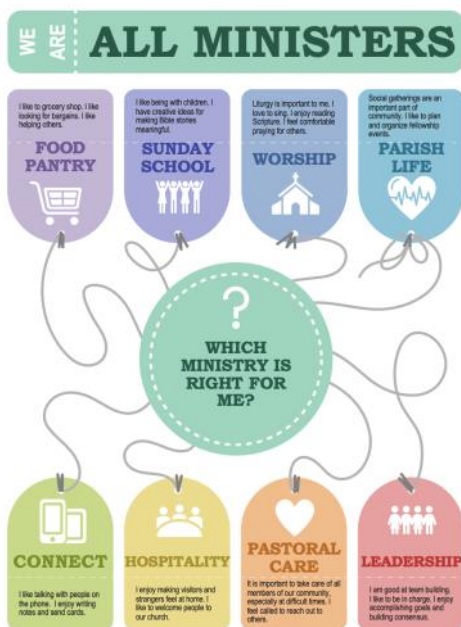 WE ARE
ALL MINISTERS
I like to grocery shop. I like
looking for bargains. I like
helping others.
FOOD
PANTRY
I like being with children. I
have creative ideas for
making Bible stories
meaningful.
SUNDAY
SCHOOL
Liturgy is important to me. I
love to sing. I enjoy reading
Scripture. I feel comfortable
praying for others.
WORSHIP
Social gatherings are an
important part of
community. I like to plan
and organize fellowship
events.
PARISH
LIFE
?
WHICH
MINISTRY IS
RIGHT FOR
ME?
CONNECT
I like talking with people on
the phone. I enjoy writing
notes and send cards.
HOSPITALITY
I enjoy making visitors and
strangers feel at home. I
like to welcome people to
our church.
PASTORAL
CARE
It is important to take care of all
members of our community,
especially at difficult times. I
feel called to reach out to
others.
LEADERSHIP
I am good at team building.
I like to be in charge. I enjoy
accomplishing goals and
building consensus.